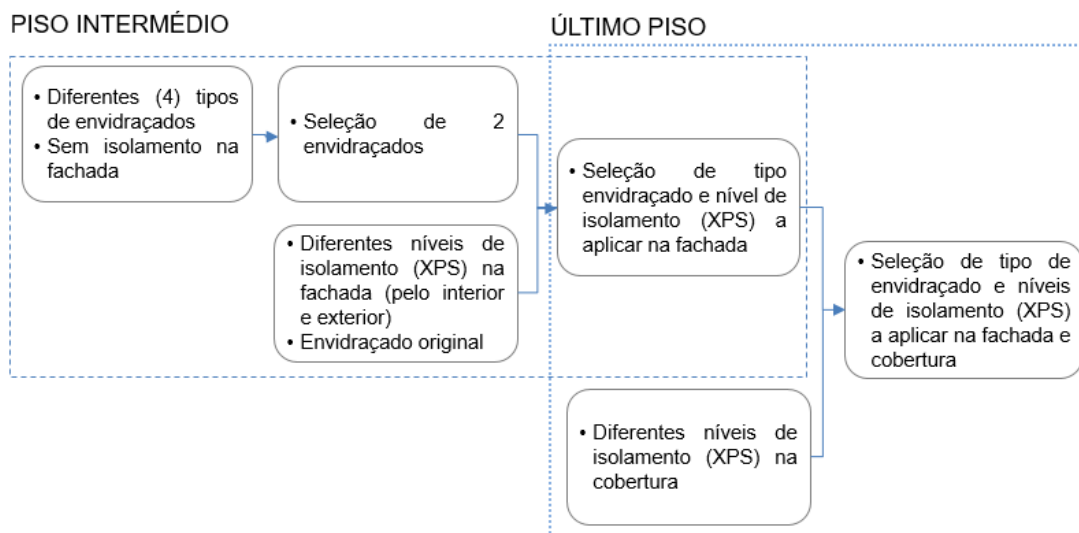 PISO INTERMÉDIO
ÚLTIMO PISO
• Diferentes (4) tipos
de envidraçados
• Sem isolamento na
fachada
• Seleção de 2
envidraçados
• Diferentes níveis de
isolamento (XPS) na
fachada (pelo interior
e exterior)
• Envidraçado original
• Seleção de tipo
envidraçado e nível de
isolamento (XPS) a
aplicar na fachada
• Diferentes níveis de
isolamento (XPS) na
cobertura
• Seleção de tipo de
envidraçado e níveis
de isolamento (XPS)
a aplicar na fachada e
cobertura